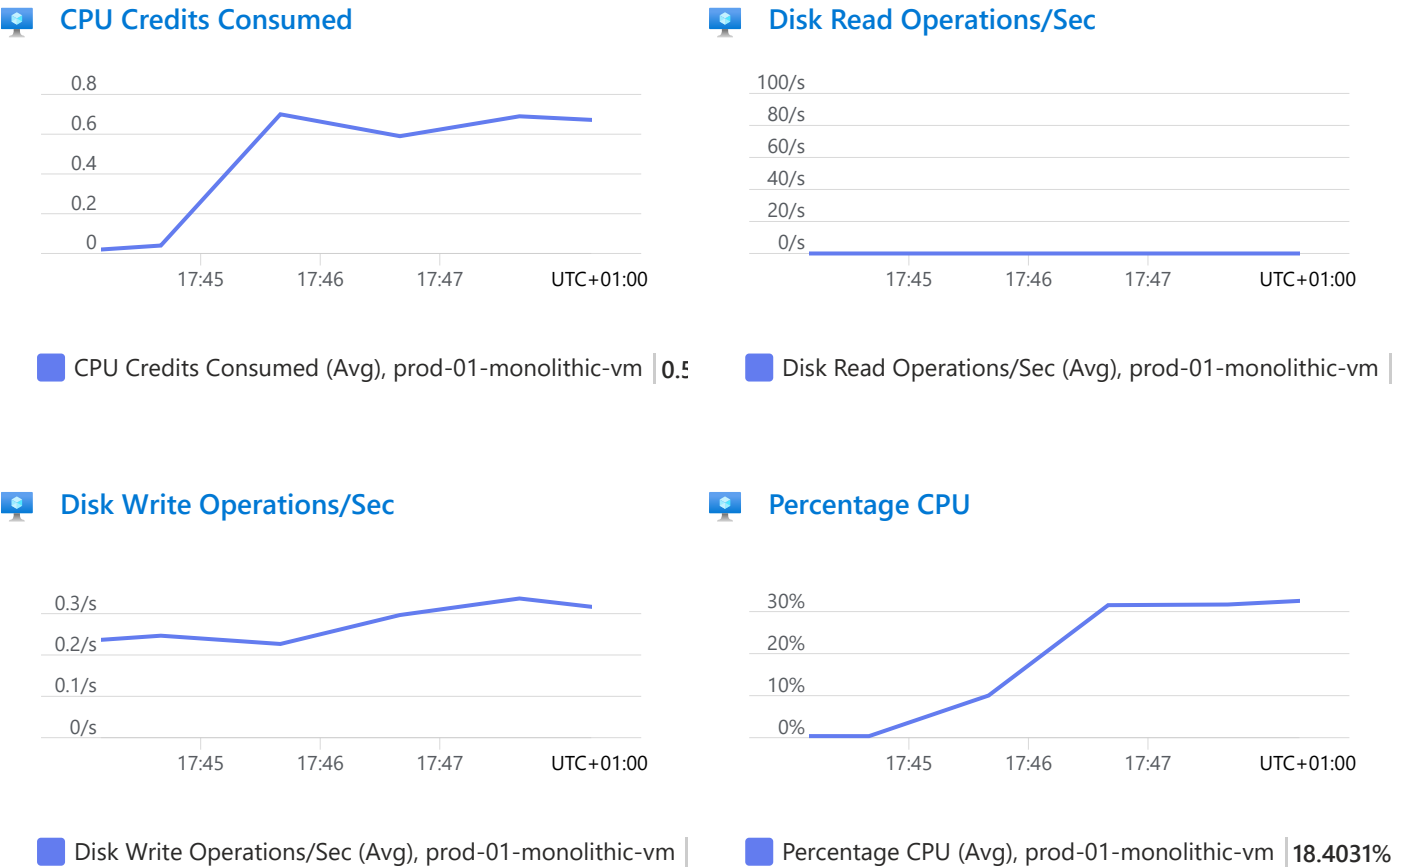 CPU Credits Consumed
0.8
0.6
0.4
0.2
0
17:45 17:46 17:47 UTC+01:00
CPU Credits Consumed (Avg), prod-01-monolithic-vm
Disk Read Operations/Sec
100/s
80/s
60/s
40/s
20/s
0/s
17:45 17:46 17:47 UTC+01:00
Disk Read Operations/Sec (Avg), prod-01-monolithic-vm
Disk Write Operations/Sec
0.3/s
0.2/s
0.1/s
0/s
17:45 17:46 17:47 UTC+01:00
Disk Write Operations/Sec (Avg), prod-01-monolithic-vm
Percentage CPU
30%
20%
10%
0%
17:45 17:46 17:47 UTC+01:00
Percentage CPU (Avg), prod-01-monolithic-vm 18.4031%